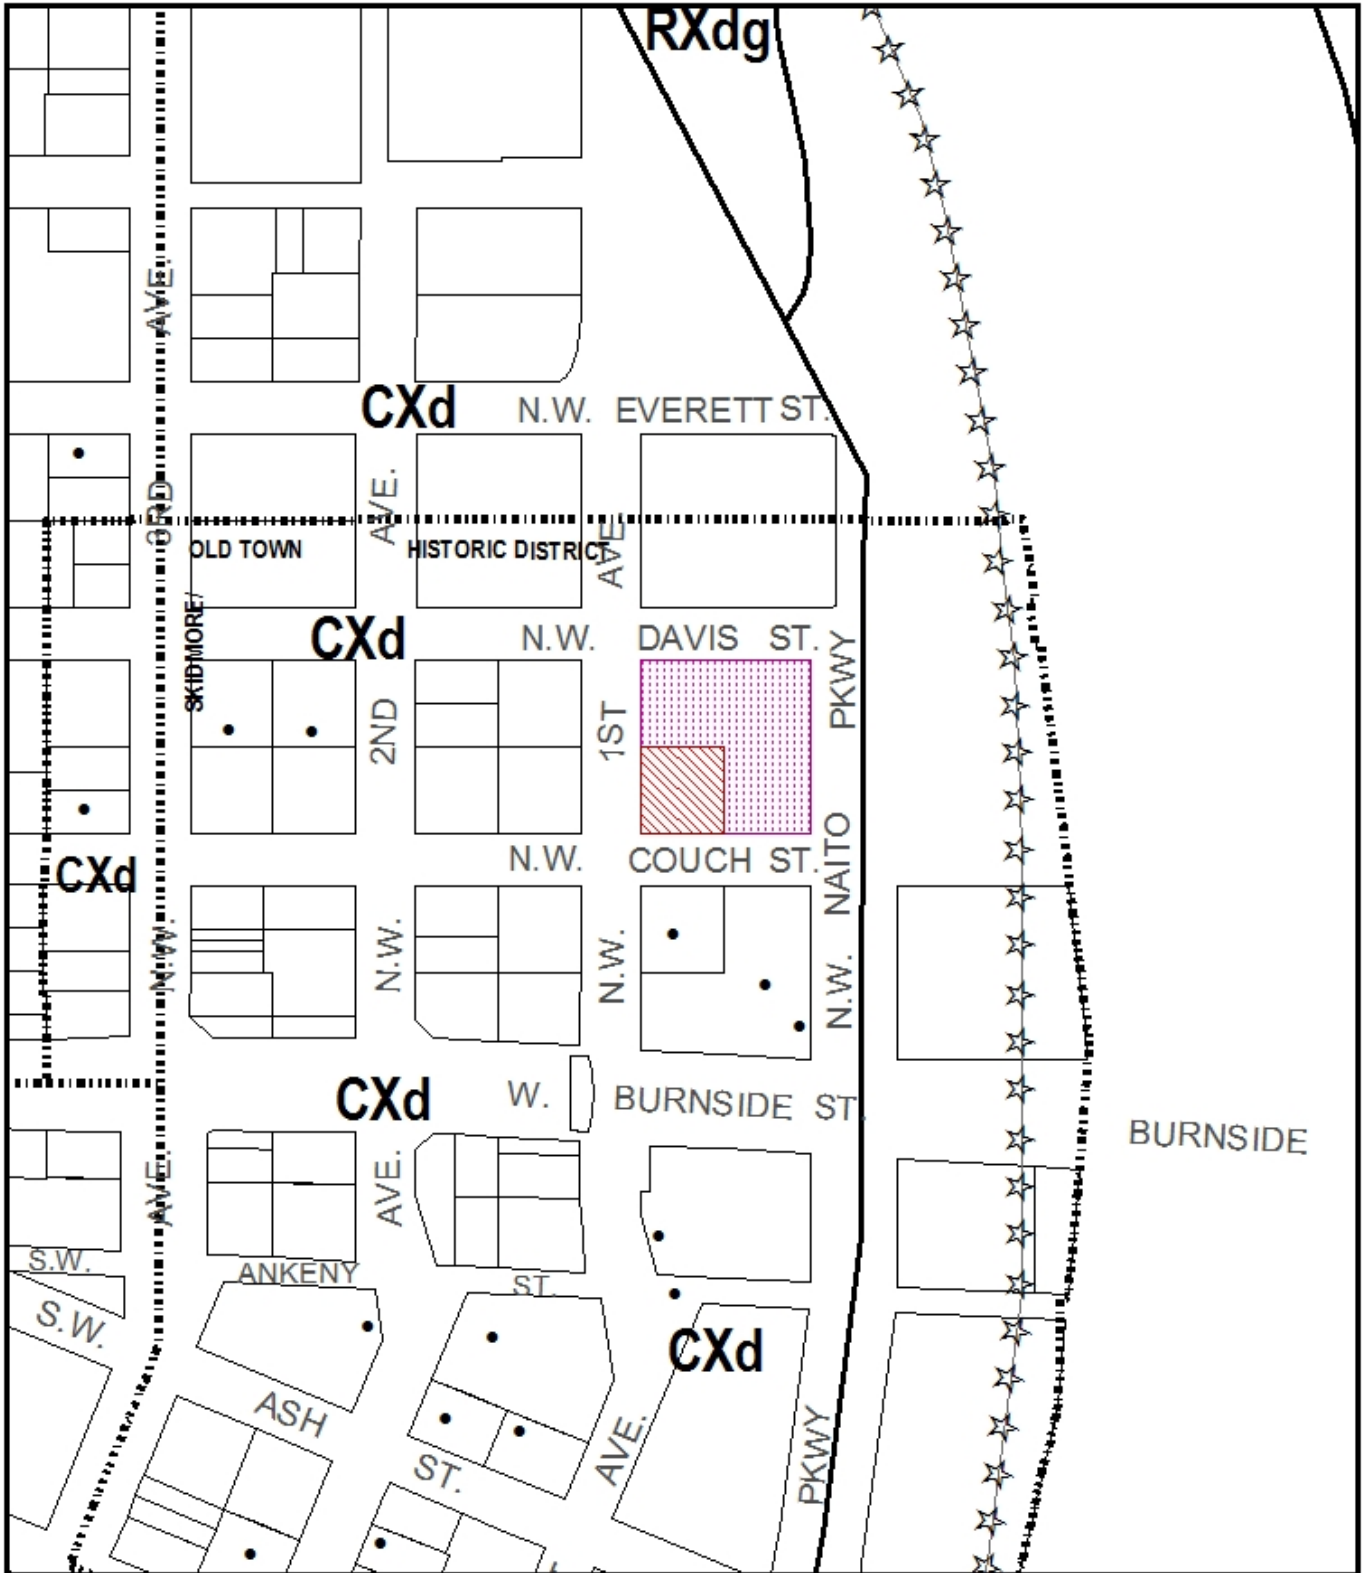 RXdg
AVE.
CXd
N.W. EVERETT ST.
3RD
AVE.
AVE.
OLD TOWN HISTORIC DISTRICT
SKIDMORE/
CXd
N.W. DAVIS ST.
PKWY
2ND
1ST
NAITO
N.W. COUCH ST.
CXd
N.W.
N.W.
N.W.
N.W.
CXd
W. BURNSIDE ST.
BURNSIDE
AVE.
AVE.
S.W.
ANKENY ST.
S.W.
CXd
ASH
ST.
AVE.
PKWY